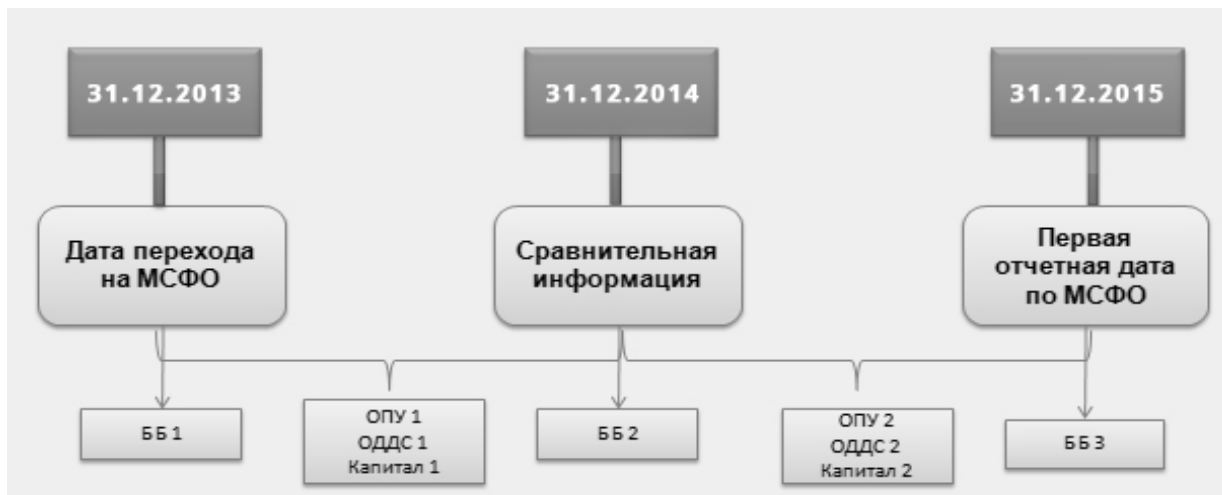 31.12.2013
31.12.2014
31.12.2015
Дата перехода
на МСФО
Сравнительная
информация
Первая
отчетная дата
по МСФО
ББ 1
ОПУ 1
ОДДС 1
Капитал 1
ББ 2
ОПУ 2
ОДДС 2
Капитал 2
ББ 3